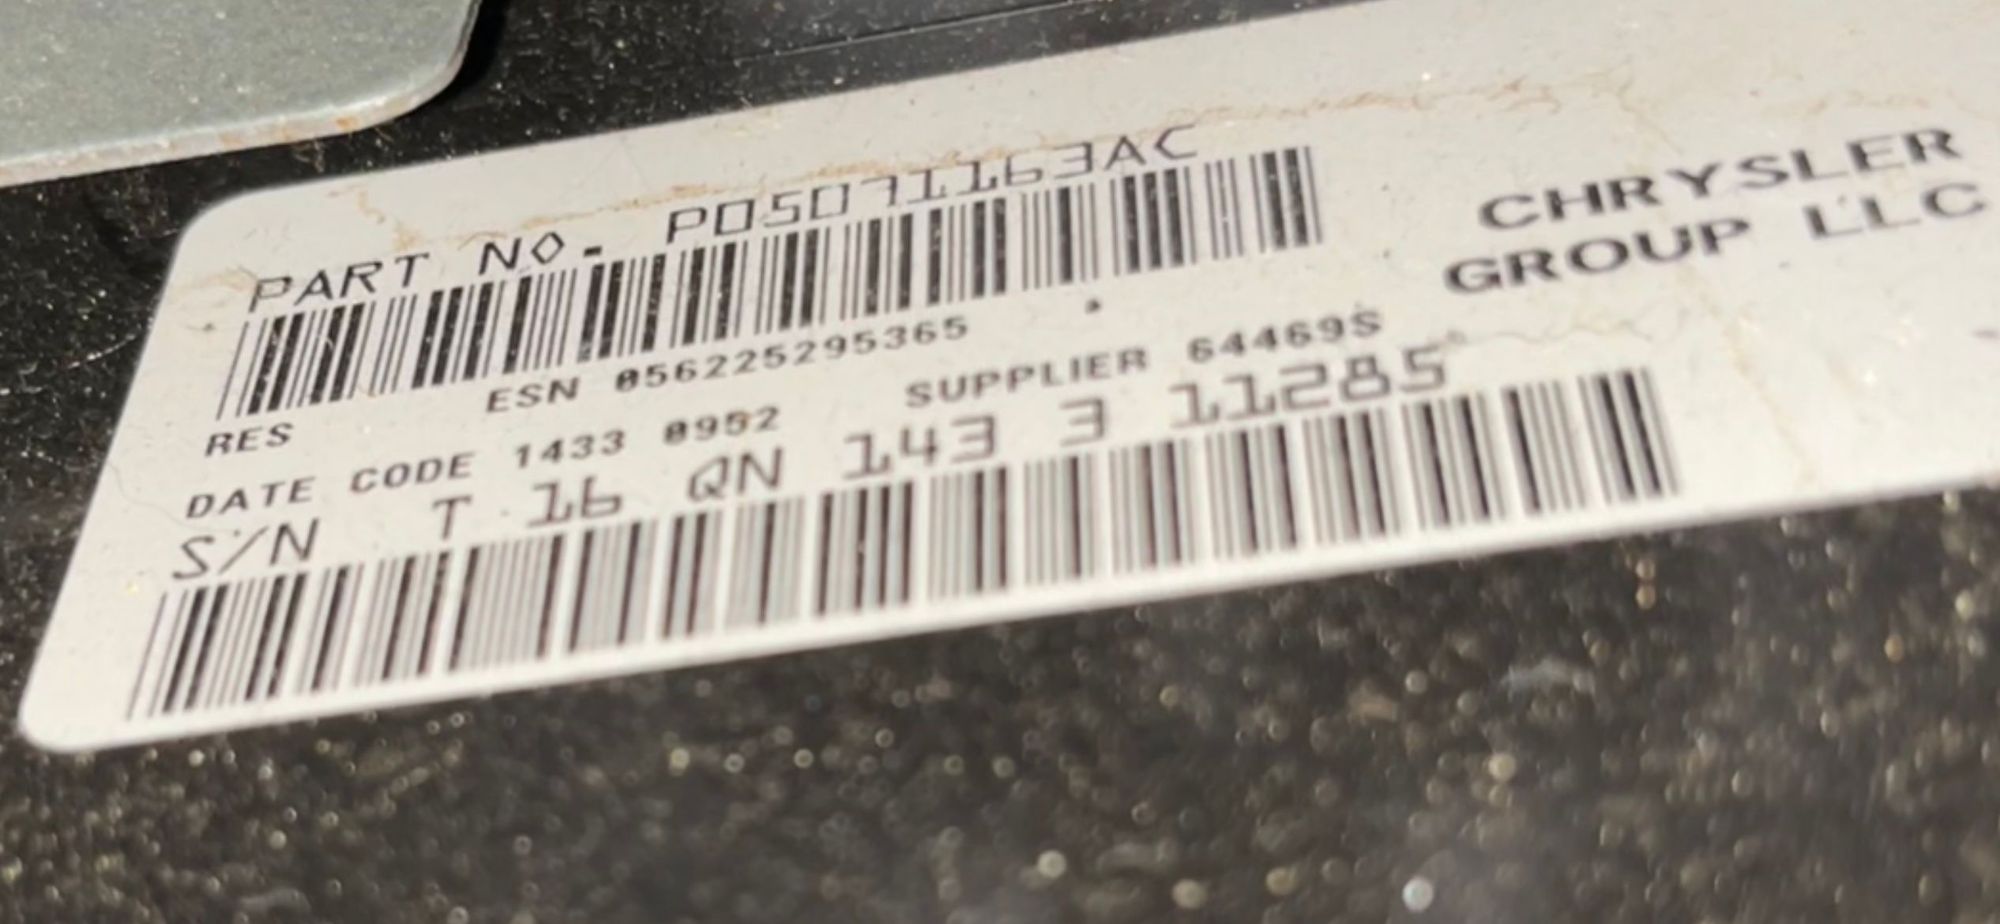 PART NO. P05071163AC
RES ESN 056225295365
DATE CODE 1433 0952 SUPPLIER 64469S
S/N T 16 QN 143 3 11285
CHRYSLER
GROUP LLC